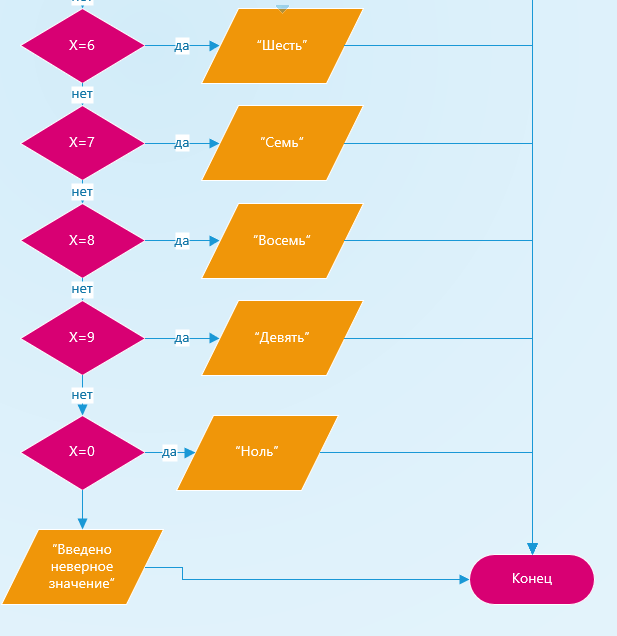 нет
X=6
да
“Шесть”
нет
X=7
да
“Семь“
нет
X=8
да
“Восемь“
нет
X=9
да
“Девять”
нет
X=0
да
“Ноль”
“Введено
неверное
значение“
Конец